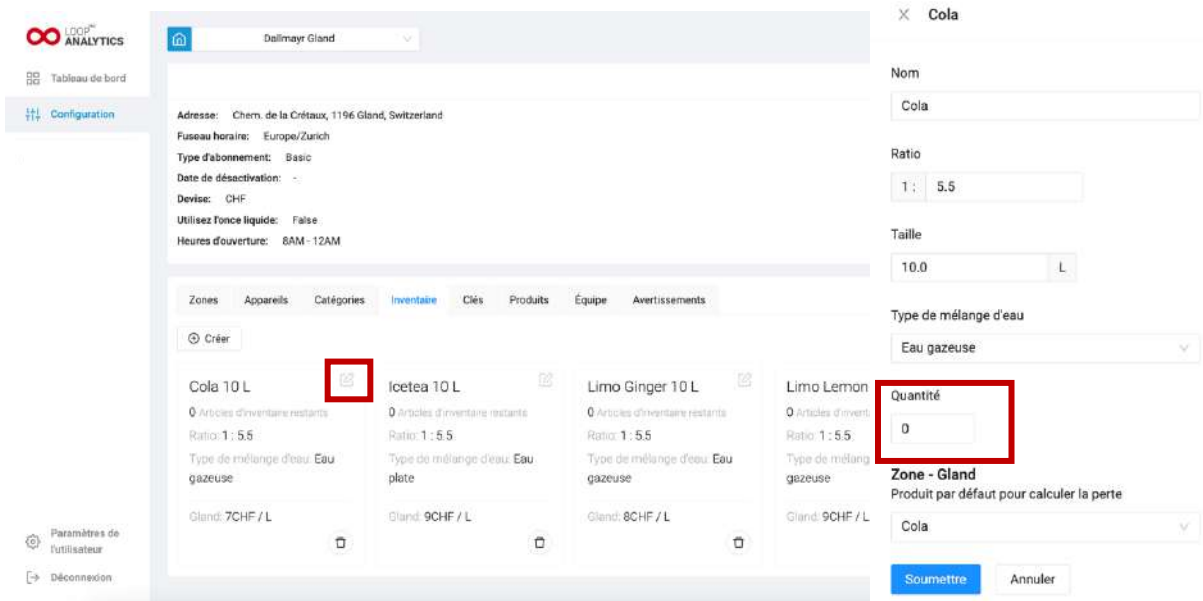 LOOP
ANALYTICS
Tableau de bord
Configuration
Paramètres de
l'utilisateur
Déconnexion
Dallmayr Gland
Adresse: Chem. de la Crétaux, 1196 Gland, Switzerland
Fuseau horaire: Europe/Zurich
Type d'abonnement: Basic
Date de désactivation: -
Devise: CHF
Utilisez l'once liquide: False
Heures d'ouverture: 8AM - 12AM
Zones Appareils Catégories Inventaire Clés Produits Équipe Avertissements
Créer
Cola 10 L
0 Articles d'inventaire restants
Ratio: 1 : 5.5
Type de mélange d'eau: Eau
gazeuse
Gland: 7CHF / L
Icetea 10 L
0 Articles d'inventaire restants
Ratio: 1 : 5.5
Type de mélange d'eau: Eau
plate
Gland: 9CHF / L
Limo Ginger 10 L
0 Articles d'inventaire restants
Ratio: 1 : 5.5
Type de mélange d'eau: Eau
gazeuse
Gland: 8CHF / L
Limo Lemon
0 Articles d'invent
Ratio: 1 : 5.5
Type de mélang
gazeuse
Gland: 9CHF / L
Cola
Nom
Cola
Ratio
1 : 5.5
Taille
10.0 L
Type de mélange d'eau
Eau gazeuse
Quantité
0
Zone - Gland
Produit par défaut pour calculer la perte
Cola
Soumettre Annuler